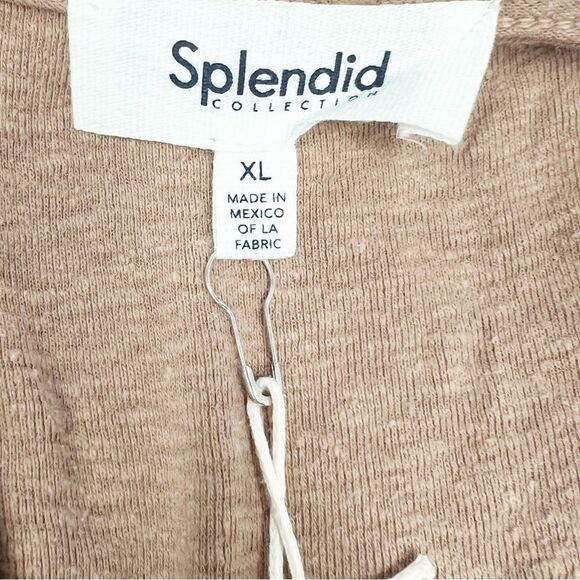 Splendid
COLLECTION
XL
MADE IN
MEXICO
OF LA
FABRIC